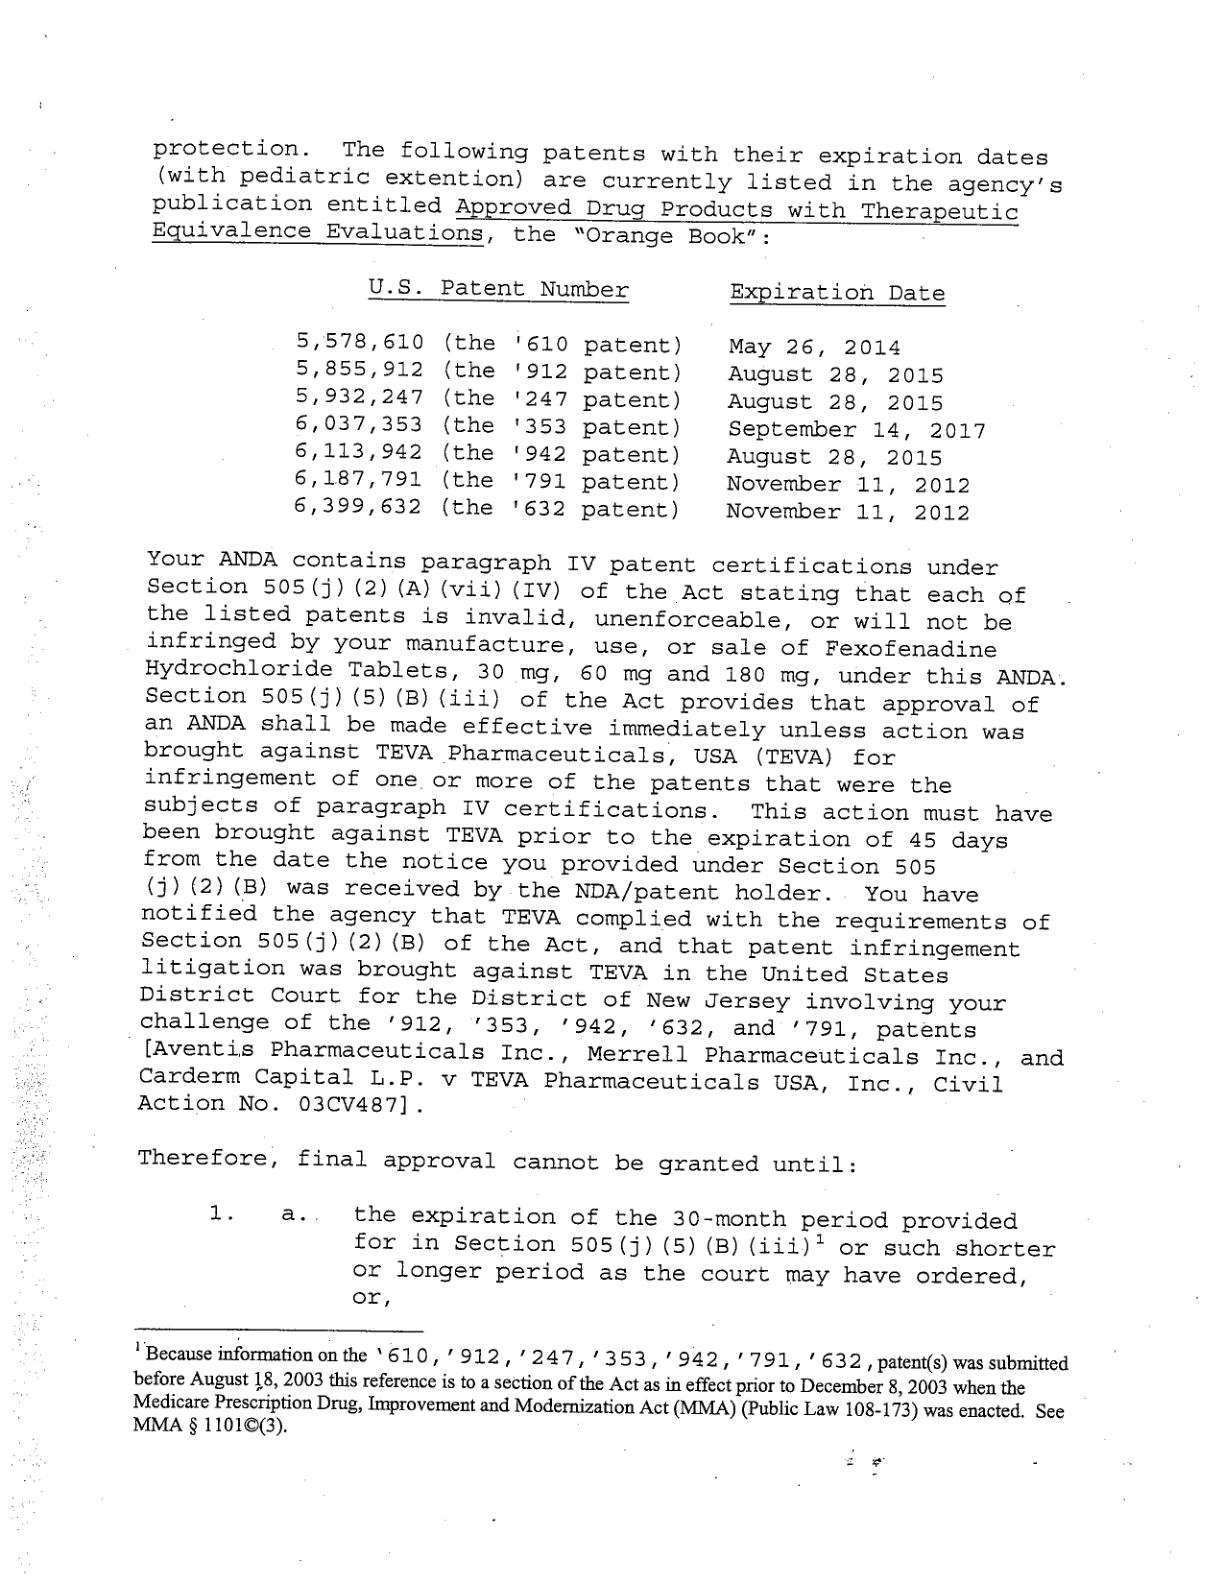 protection. The following patents with their expiration dates
(with pediatric extention) are currently listed in the agency's
publication entitled Approved Drug Products with Therapeutic
Equivalence Evaluations, the "Orange Book":
U.S. Patent Number Expiration Date
5,578,610 (the '610 patent) May 26, 2014
5,855,912 (the '912 patent) August 28, 2015
5,932,247 (the '247 patent) August 28, 2015
6,037,353 (the '353 patent) September 14, 2017
6,113,942 (the '942 patent) August 28, 2015
6,187,791 (the '791 patent) November 11, 2012
6,399,632 (the '632 patent) November 11, 2012
Your ANDA contains paragraph IV patent certifications under
Section 505(j)(2)(A)(vii)(IV) of the Act stating that each of
the listed patents is invalid, unenforceable, or will not be
infringed by your manufacture, use, or sale of Fexofenadine
Hydrochloride Tablets, 30 mg, 60 mg and 180 mg, under this ANDA.
Section 505(j)(5)(B)(iii) of the Act provides that approval of
an ANDA shall be made effective immediately unless action was
brought against TEVA Pharmaceuticals, USA (TEVA) for
infringement of one or more of the patents that were the
subjects of paragraph IV certifications. This action must have
been brought against TEVA prior to the expiration of 45 days
from the date the notice you provided under Section 505
(j)(2)(B) was received by the NDA/patent holder. You have
notified the agency that TEVA complied with the requirements of
Section 505(j)(2)(B) of the Act, and that patent infringement
litigation was brought against TEVA in the United States
District Court for the District of New Jersey involving your
challenge of the '912, '353, '942, '632, and '791, patents
[Aventis Pharmaceuticals Inc., Merrell Pharmaceuticals Inc., and
Carderm Capital L.P. v TEVA Pharmaceuticals USA, Inc., Civil
Action No. 03CV487].
Therefore, final approval cannot be granted until:
1. a. the expiration of the 30-month period provided
for in Section 505(j)(5)(B)(iii)¹ or such shorter
or longer period as the court may have ordered,
or,
¹ Because information on the '610, '912, '247, '353, '942, '791, '632, patent(s) was submitted
before August 18, 2003 this reference is to a section of the Act as in effect prior to December 8, 2003 when the
Medicare Prescription Drug, Improvement and Modernization Act (MMA) (Public Law 108-173) was enacted. See
MMA § 1101©(3).